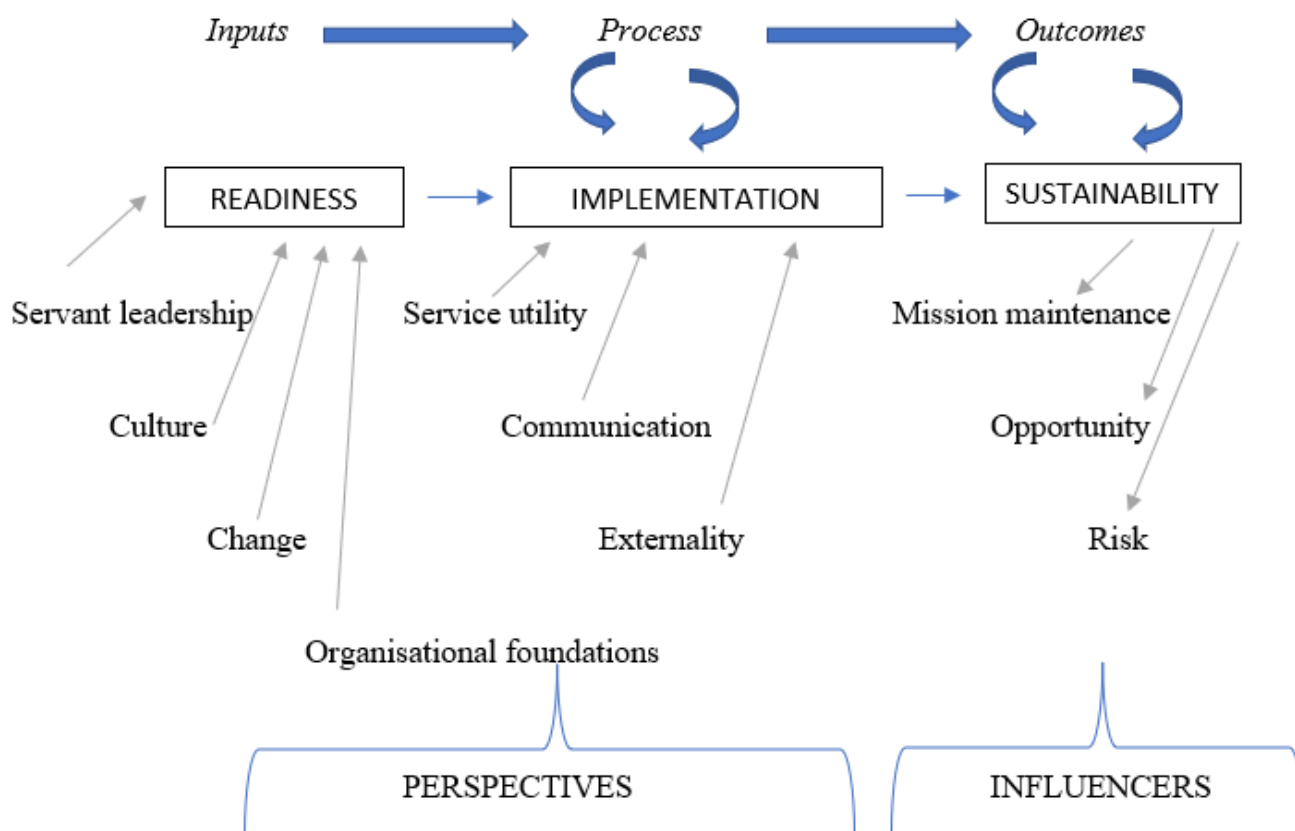 Inputs Process Outcomes
READINESS IMPLEMENTATION SUSTAINABILITY
Servant leadership Service utility Mission maintenance
Culture Communication Opportunity
Change Externality Risk
Organisational foundations
PERSPECTIVES INFLUENCERS